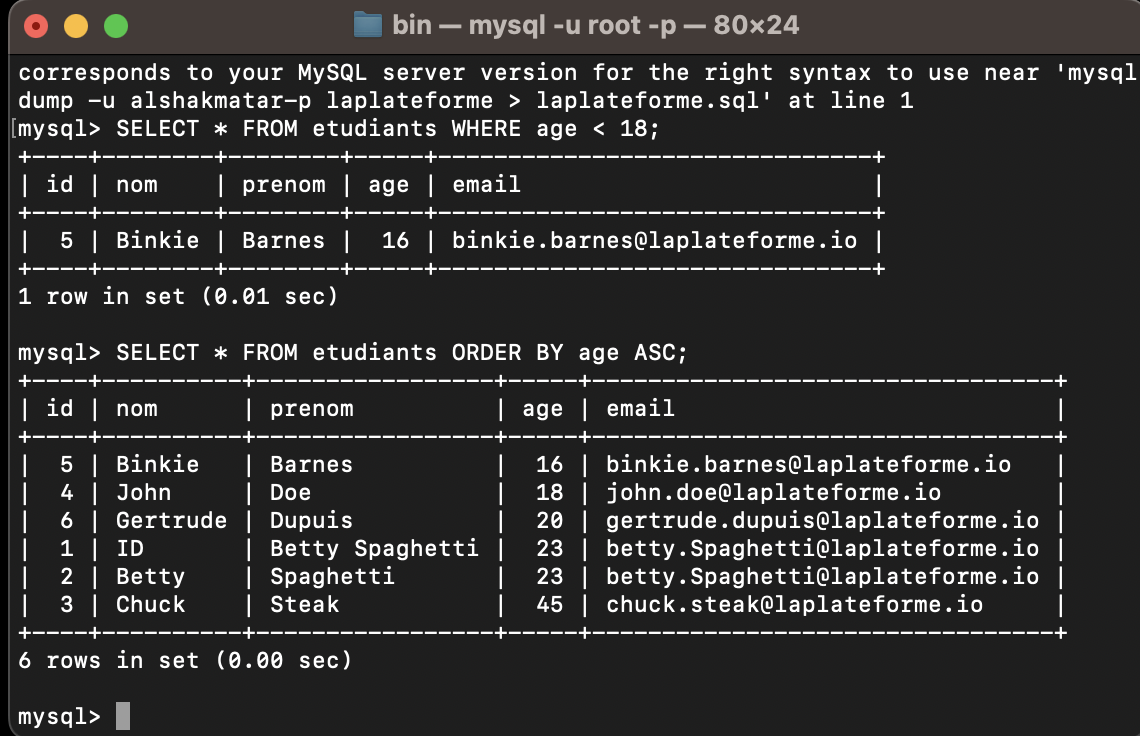 bin — mysql -u root -p — 80×24
corresponds to your MySQL server version for the right syntax to use near 'mysql
dump -u alshakmatar-p laplateforme > laplateforme.sql' at line 1
[mysql> SELECT * FROM etudiants WHERE age < 18;
+----+--------+--------+-----+-------------------------------+
| id | nom    | prenom | age | email                         |
+----+--------+--------+-----+-------------------------------+
|  5 | Binkie | Barnes |  16 | binkie.barnes@laplateforme.io |
+----+--------+--------+-----+-------------------------------+
1 row in set (0.01 sec)
mysql> SELECT * FROM etudiants ORDER BY age ASC;
+----+----------+-----------------+-----+---------------------------------+
| id | nom      | prenom          | age | email                           |
+----+----------+-----------------+-----+---------------------------------+
|  5 | Binkie   | Barnes          |  16 | binkie.barnes@laplateforme.io   |
|  4 | John     | Doe             |  18 | john.doe@laplateforme.io        |
|  6 | Gertrude | Dupuis          |  20 | gertrude.dupuis@laplateforme.io |
|  1 | ID       | Betty Spaghetti |  23 | betty.Spaghetti@laplateforme.io |
|  2 | Betty    | Spaghetti       |  23 | betty.Spaghetti@laplateforme.io |
|  3 | Chuck    | Steak           |  45 | chuck.steak@laplateforme.io     |
+----+----------+-----------------+-----+---------------------------------+
6 rows in set (0.00 sec)
mysql>